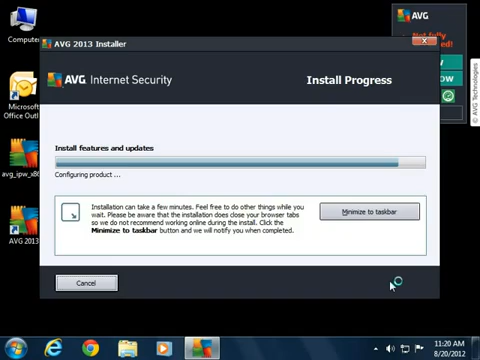 Computer
Microsoft
Office Outl
avg_ipw_x86
AVG 2013
AVG 2013 Installer
AVG. Internet Security
Install Progress
Install features and updates
Configuring product ...
Installation can take a few minutes. Feel free to do other things while you
wait. Please be aware that the installation does close your browser tabs
so we do not recommend working online during the install. Click the
Minimize to taskbar button and we will notify you when completed.
Minimize to taskbar
Cancel
AVG.
Not fully
© AVG Technologies
11:20 AM
8/20/2012